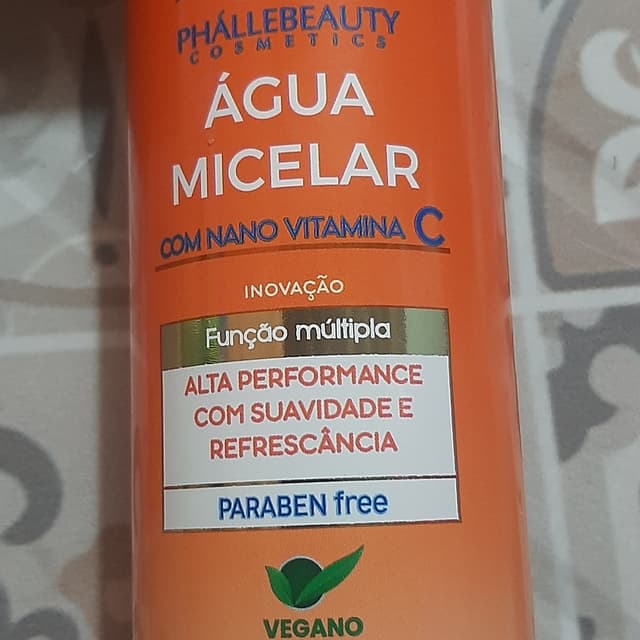 PHÁLLEBEAUTY
COSMETICS
ÁGUA
MICELAR
COM NANO VITAMINA C
INOVAÇÃO
Função múltipla
ALTA PERFORMANCE
COM SUAVIDADE E
REFRESCÂNCIA
PARABEN free
VEGANO